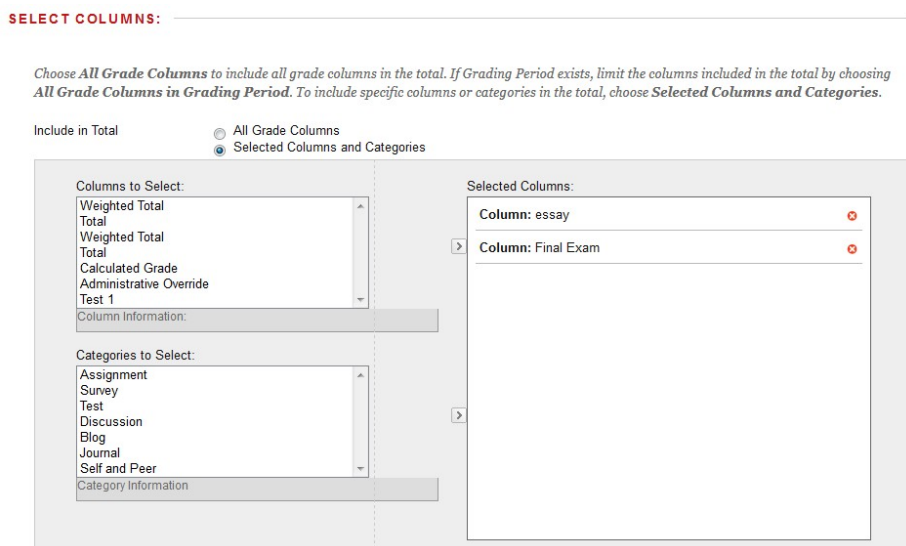 SELECT COLUMNS:
Choose All Grade Columns to include all grade columns in the total. If Grading Period exists, limit the columns included in the total by choosing
All Grade Columns in Grading Period. To include specific columns or categories in the total, choose Selected Columns and Categories.
Include in Total
All Grade Columns
Selected Columns and Categories
Columns to Select:
Weighted Total
Total
Weighted Total
Total
Calculated Grade
Administrative Override
Test 1
Column Information:
Categories to Select:
Assignment
Survey
Test
Discussion
Blog
Journal
Self and Peer
Category Information
Selected Columns:
Column: essay
Column: Final Exam